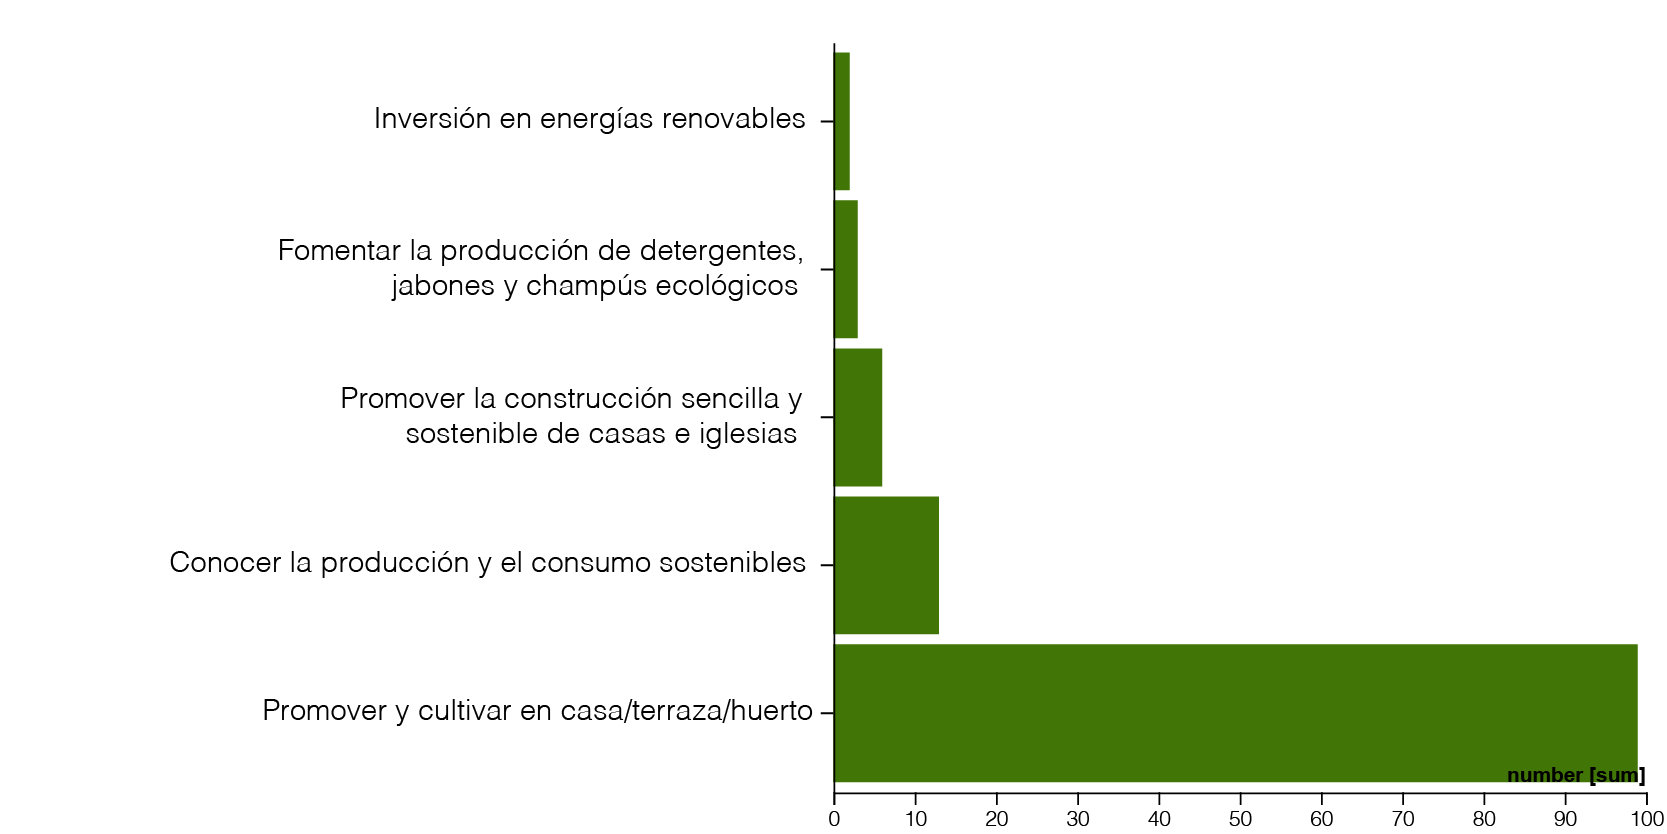 Inversión en energías renovables
Fomentar la producción de detergentes,
jabones y champús ecológicos
Promover la construcción sencilla y
sostenible de casas e iglesias
Conocer la producción y el consumo sostenibles
Promover y cultivar en casa/terraza/huerto
number [sum]
0 10 20 30 40 50 60 70 80 90 100